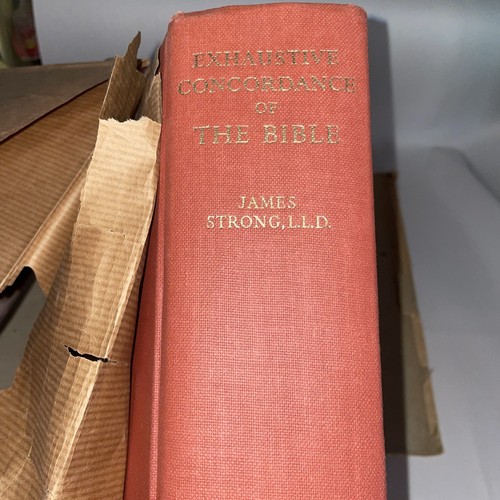 EXHAUSTIVE
CONCORDANCE
OF
THE BIBLE
JAMES
STRONG, L.L.D.